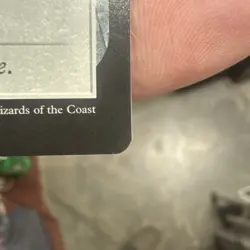 e.
izards of the Coast